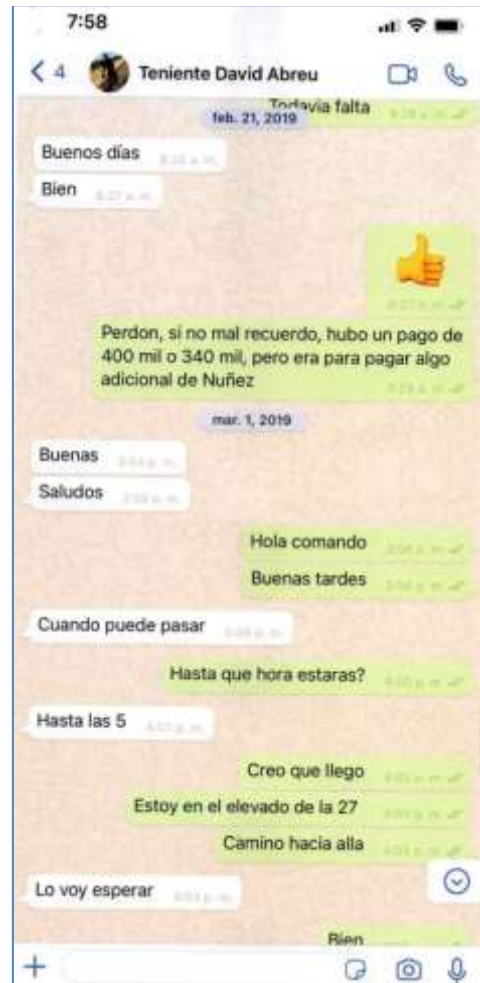 7:58
4 Teniente David Abreu
Todavia falta
feb. 21, 2019
Buenos días
Bien
Perdon, si no mal recuerdo, hubo un pago de
400 mil o 340 mil, pero era para pagar algo
adicional de Nuñez
mar. 1, 2019
Buenas
Saludos
Hola comando
Buenas tardes
Cuando puede pasar
Hasta que hora estaras?
Hasta las 5
Creo que llego
Estoy en el elevado de la 27
Camino hacia alla
Lo voy esperar
Bien